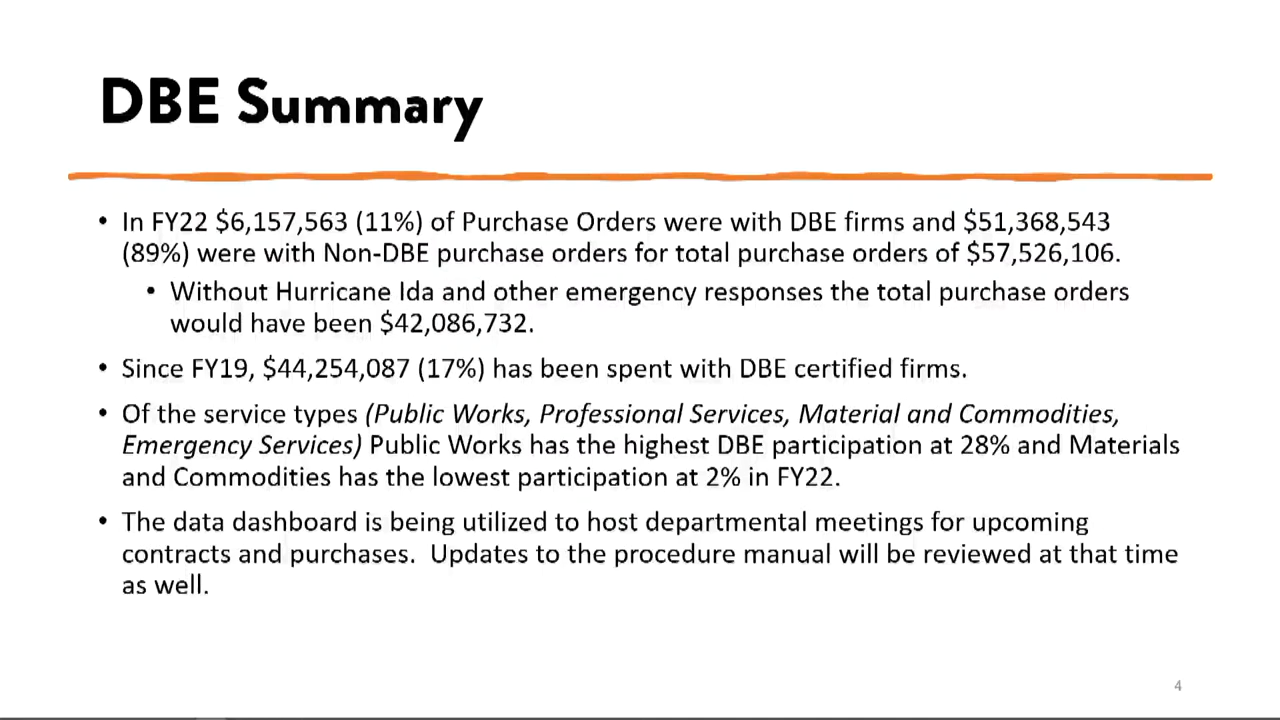 DBE Summary
• In FY22 $6,157,563 (11%) of Purchase Orders were with DBE firms and $51,368,543
(89%) were with Non-DBE purchase orders for total purchase orders of $57,526,106.
• Without Hurricane Ida and other emergency responses the total purchase orders
would have been $42,086,732.
• Since FY19, $44,254,087 (17%) has been spent with DBE certified firms.
• Of the service types (Public Works, Professional Services, Material and Commodities,
Emergency Services) Public Works has the highest DBE participation at 28% and Materials
and Commodities has the lowest participation at 2% in FY22.
• The data dashboard is being utilized to host departmental meetings for upcoming
contracts and purchases.  Updates to the procedure manual will be reviewed at that time
as well.
4